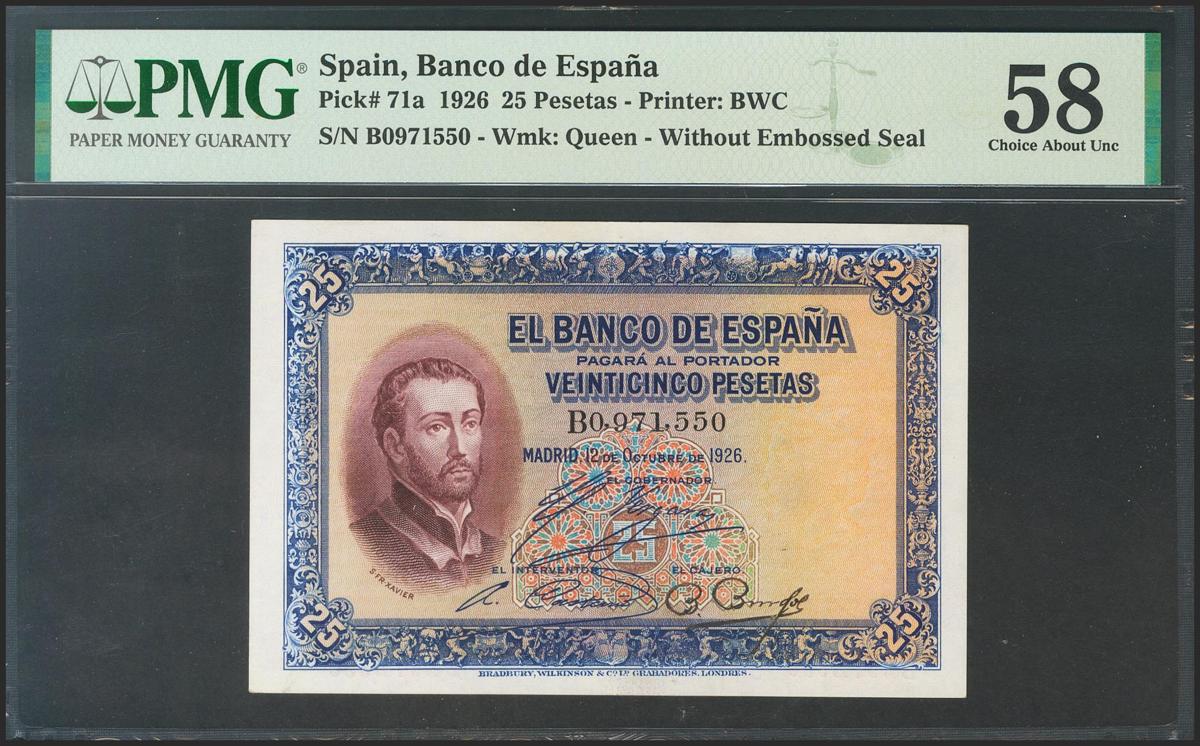 PMG®
PAPER MONEY GUARANTY
Spain, Banco de España
Pick# 71a 1926 25 Pesetas - Printer: BWC
S/N B0971550 - Wmk: Queen - Without Embossed Seal
58
Choice About Unc
25
25
EL BANCO DE ESPAÑA
PAGARÁ AL PORTADOR
VEINTICINCO PESETAS
B0,971,550
MADRID, 12 DE OCTUBRE DE 1926.
EL GOBERNADOR
25
EL INTERVENTOR
EL CAJERO.
S. FR. XAVIER
25
25
BRADBURY, WILKINSON & Cº Lᴰ GRABADORES. LONDRES.